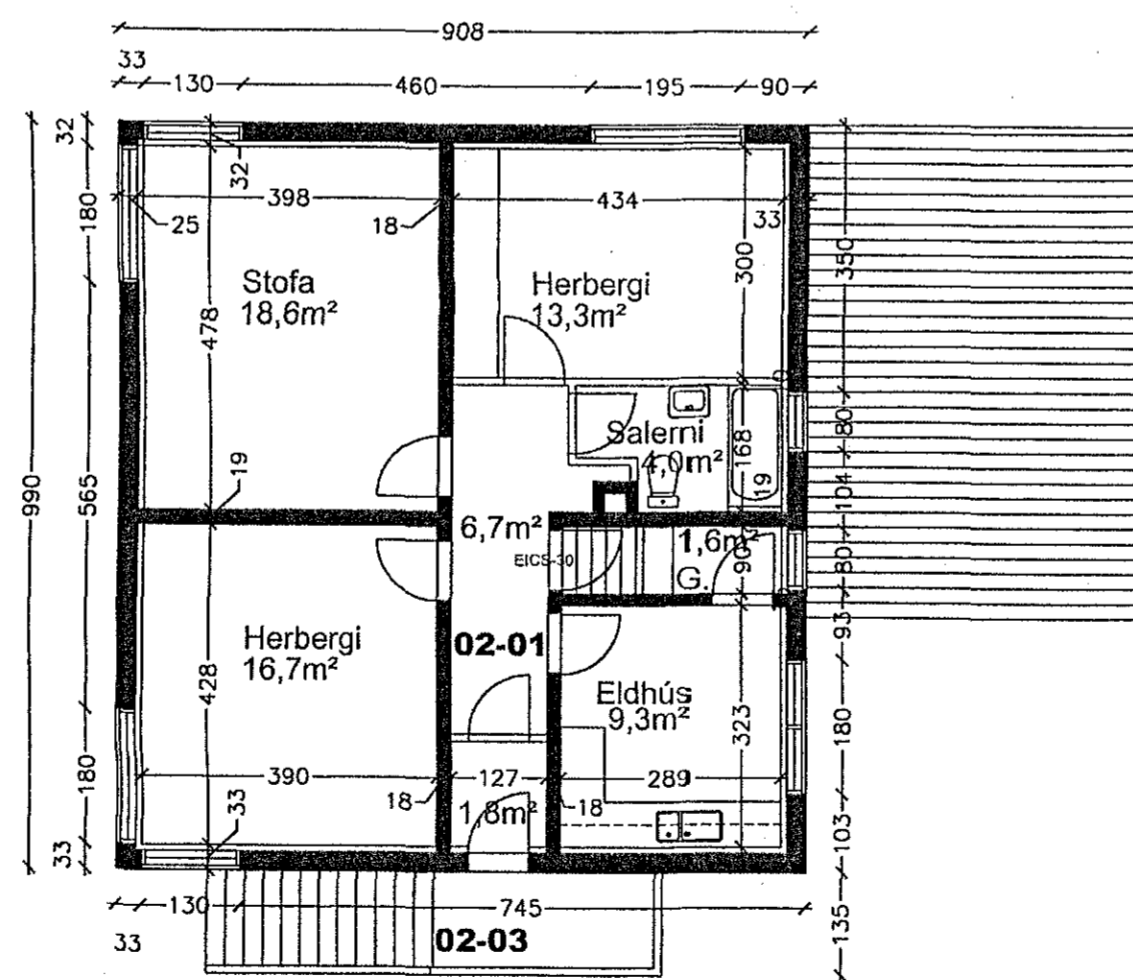 908
33
130 460 195 90
32
32
398
18
434
33
180
25
300
350
Stofa
18,6m²
Herbergi
13,3m²
478
990
565
19
Salerni
4,0m²
168
19
80
104
6,7m²
EICS-30
1,6m²
G.
90
80
93
Herbergi
16,7m²
02-01
428
Eldhús
9,3m²
323
180
180
390
127
289
18
1,8m²
18
33
33
103
130
745
135
33
02-03